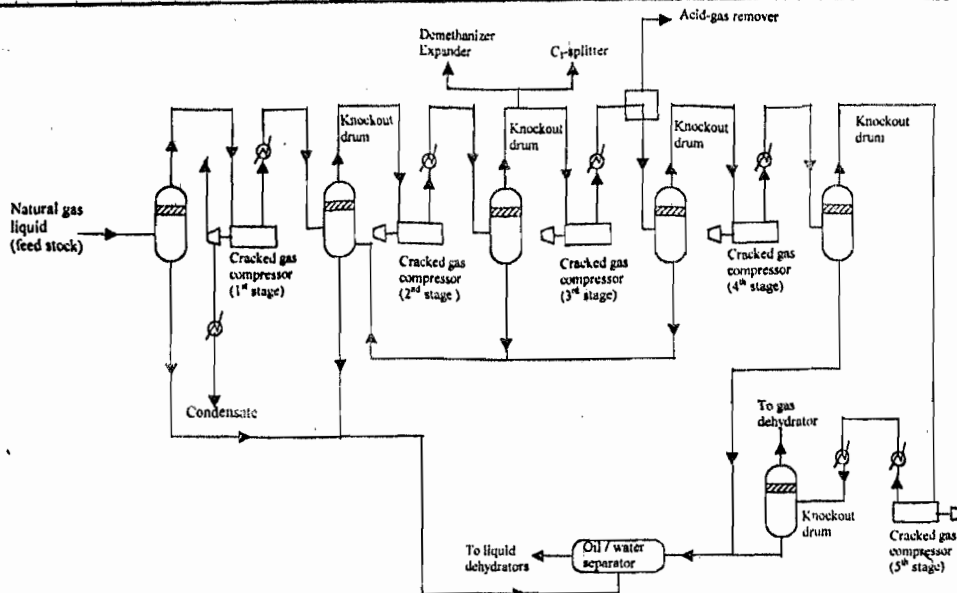 Acid-gas remover
Demethanizer
Expander
C₃-splitter
Knockout
drum
Knockout
drum
Knockout
drum
Knockout
drum
Natural gas
liquid
(feed stock)
Cracked gas
compressor
(1st stage)
Cracked gas
compressor
(2nd stage )
Cracked gas
compressor
(3rd stage)
Cracked gas
compressor
(4th stage)
Condensate
To gas
dehydrator
Knockout
drum
Cracked gas
compressor
(5th stage)
To liquid
dehydrators
Oil / water
separator